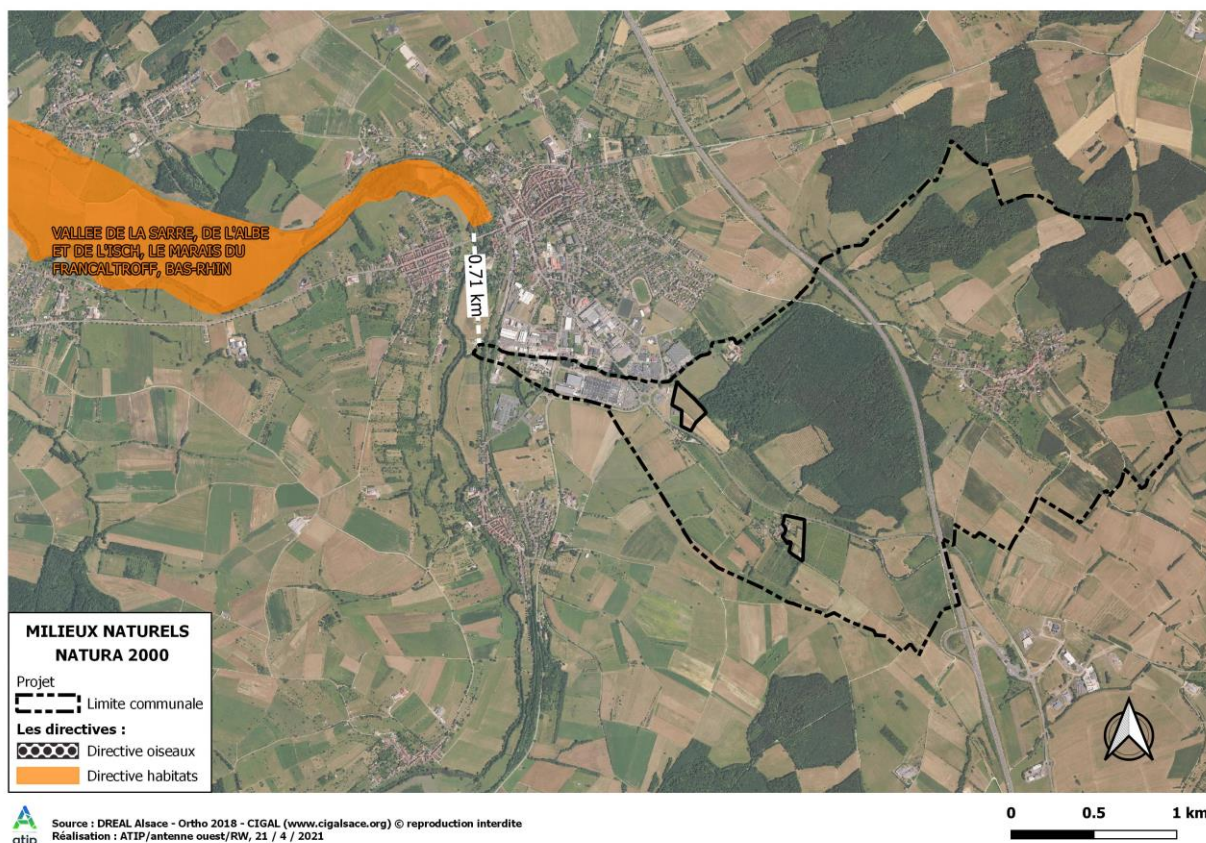 VALLEE DE LA SARRE, DE L'ALBE
ET DE L'ISCH, LE MARAIS DU
FRANCALTROFF, BAS-RHIN
0.71 km
MILIEUX NATURELS
NATURA 2000
Projet
Limite communale
Les directives :
Directive oiseaux
Directive habitats
atip
Source : DREAL Alsace - Ortho 2018 - CIGAL (www.cigalsace.org) © reproduction interdite
Réalisation : ATIP/antenne ouest/RW, 21 / 4 / 2021
0 0.5 1 km